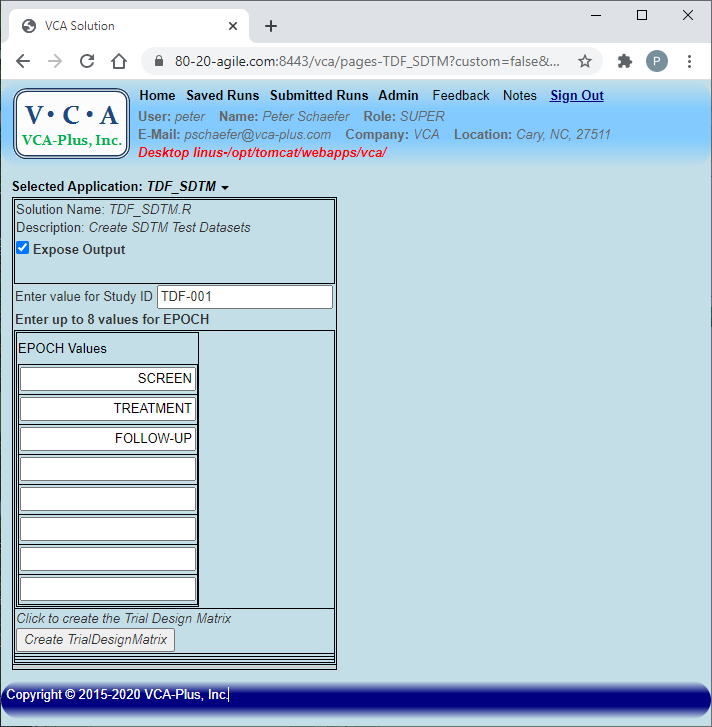 VCA Solution
80-20-agile.com:8443/vca/pages-TDF_SDTM?custom=false&...
P
V·C·A
VCA-Plus, Inc.
Home Saved Runs Submitted Runs Admin Feedback Notes Sign Out
User: peter Name: Peter Schaefer Role: SUPER
E-Mail: pschaefer@vca-plus.com Company: VCA Location: Cary, NC, 27511
Desktop linus-/opt/tomcat/webapps/vca/
Selected Application: TDF_SDTM
Solution Name: TDF_SDTM.R
Description: Create SDTM Test Datasets
Expose Output
Enter value for Study ID TDF-001
Enter up to 8 values for EPOCH
EPOCH Values
SCREEN
TREATMENT
FOLLOW-UP
Click to create the Trial Design Matrix
Create TrialDesignMatrix
Copyright © 2015-2020 VCA-Plus, Inc.